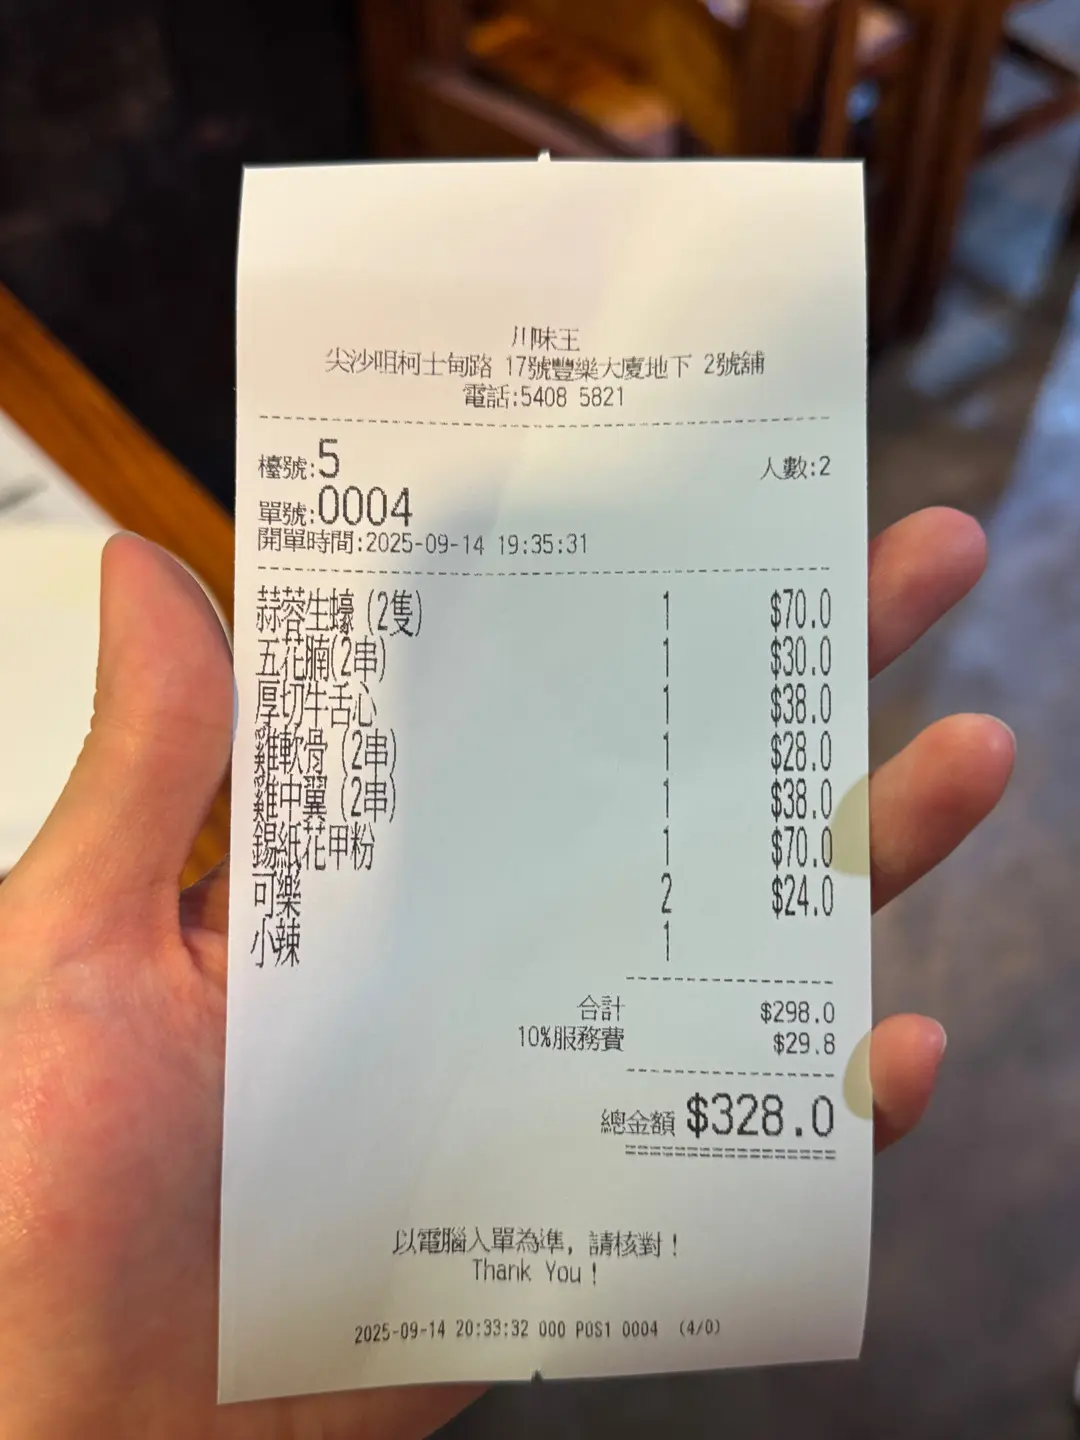 川味王
尖沙咀柯士甸路 17號豐樂大廈地下 2號舖
電話:5408 5821
檯號:5 人數:2
單號:0004
開單時間:2025-09-14 19:35:31
蒜蓉生蠔 (2隻) 1 $70.0
五花腩(2串) 1 $30.0
厚切牛舌心 1 $38.0
雞軟骨 (2串) 1 $28.0
雞中翼 (2串) 1 $38.0
錫紙花甲粉 1 $70.0
可樂 2 $24.0
小辣 1
合計 $298.0
10%服務費 $29.8
總金額 $328.0
以電腦入單為準, 請核對！
Thank You！
2025-09-14 20:33:32 000 POS1 0004 (4/0)